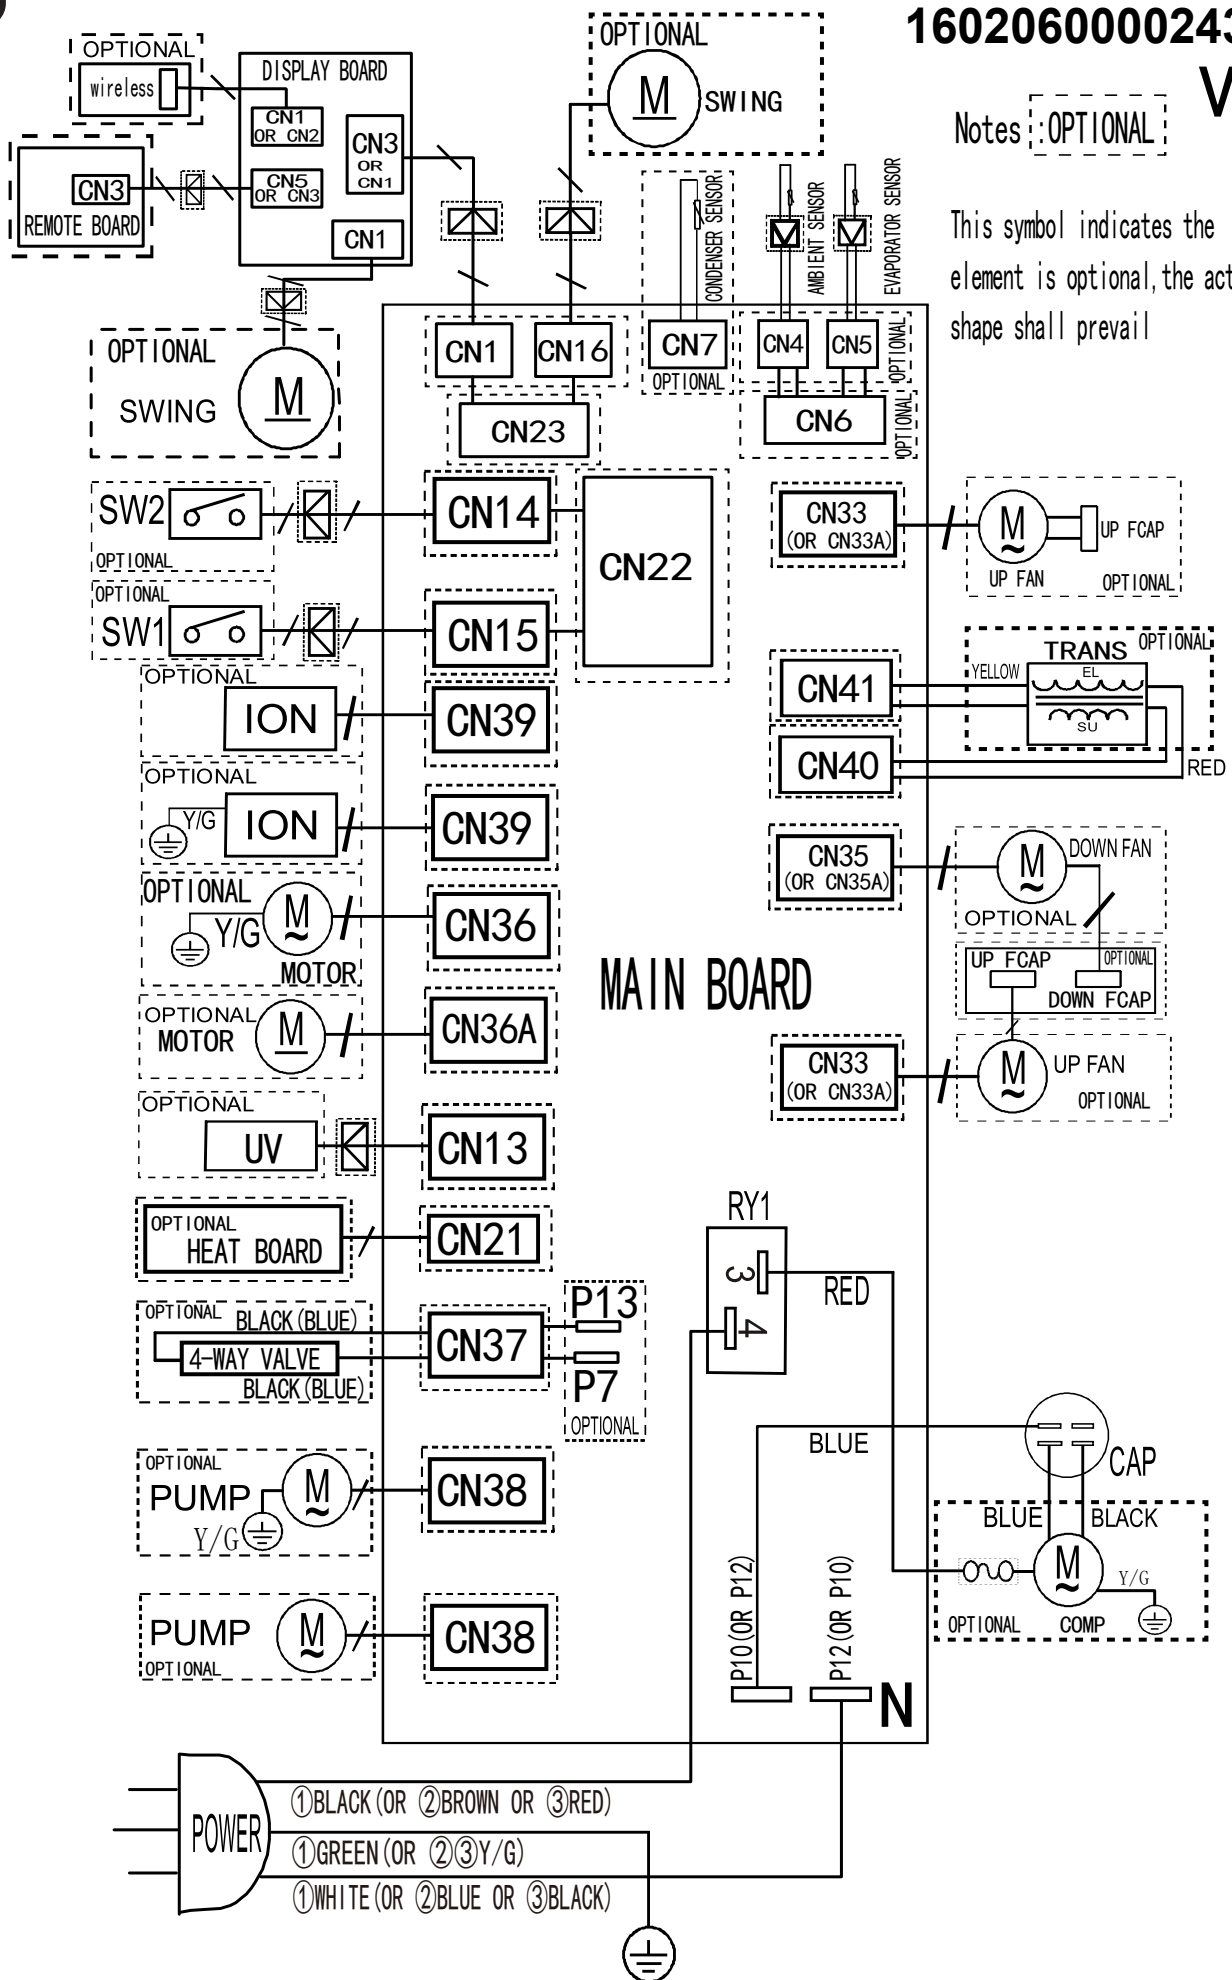 1602060000243
V
Notes :OPTIONAL
This symbol indicates the
element is optional,the act
shape shall prevail
OPTIONAL
wireless
DISPLAY BOARD
CN1
OR CN2
CN3
OR
CN1
CN3
REMOTE BOARD
CN5
OR CN3
CN1
OPTIONAL
M
SWING
OPTIONAL
M
SWING
CONDENSER SENSOR
AMBIENT SENSOR
EVAPORATOR SENSOR
CN1
CN16
CN23
CN7
OPTIONAL
CN4
CN5
OPTIONAL
CN6
OPTIONAL
SW2
OPTIONAL
CN14
CN22
OPTIONAL
SW1
CN15
CN33
(OR CN33A)
M
~
UP FCAP
UP FAN
OPTIONAL
OPTIONAL
ION
CN39
CN41
CN40
YELLOW
TRANS
OPTIONAL
EL
SU
RED
OPTIONAL
Y/G
ION
CN39
CN35
(OR CN35A)
M
~
DOWN FAN
OPTIONAL
OPTIONAL
Y/G
M
~
MOTOR
CN36
MAIN BOARD
UP FCAP
OPTIONAL
DOWN FCAP
OPTIONAL
MOTOR
M
CN36A
CN33
(OR CN33A)
M
~
UP FAN
OPTIONAL
OPTIONAL
UV
CN13
OPTIONAL
HEAT BOARD
CN21
RY1
3
4
RED
OPTIONAL
BLACK(BLUE)
4-WAY VALVE
BLACK(BLUE)
CN37
P13
P7
OPTIONAL
BLUE
CAP
OPTIONAL
PUMP
Y/G
M
~
CN38
BLUE
BLACK
M
~
Y/G
OPTIONAL
COMP
PUMP
OPTIONAL
M
~
CN38
P10(OR P12)
P12(OR P10)
N
POWER
①BLACK(OR ②BROWN OR ③RED)
①GREEN(OR ②③Y/G)
①WHITE(OR ②BLUE OR ③BLACK)